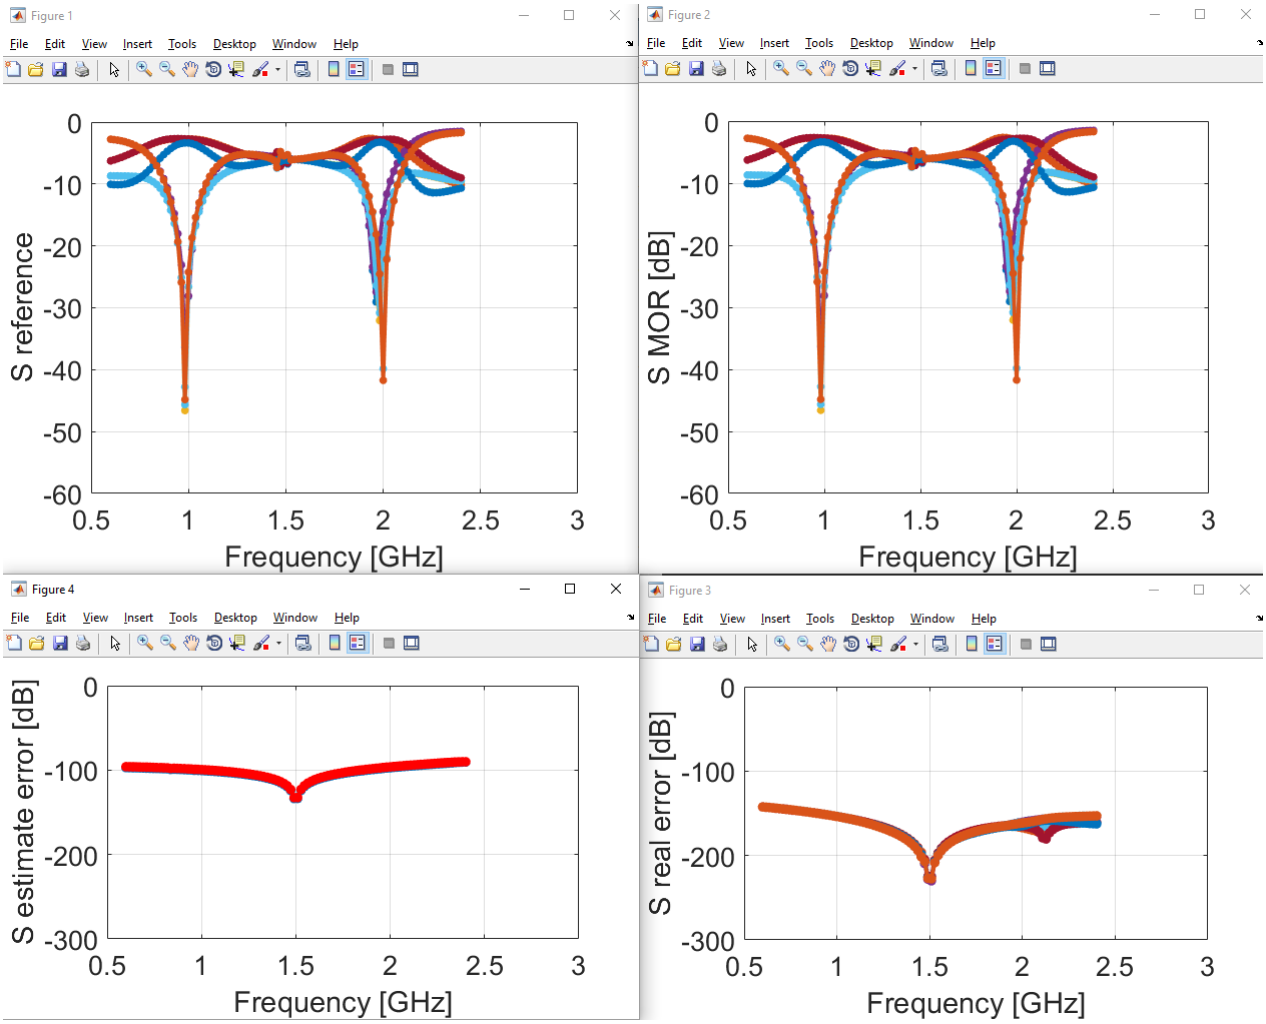 Figure 1
File Edit View Insert Tools Desktop Window Help
0
-10
-20
-30
-40
-50
-60
0.5 1 1.5 2 2.5 3
S reference
Frequency [GHz]
Figure 2
File Edit View Insert Tools Desktop Window Help
0
-10
-20
-30
-40
-50
-60
0.5 1 1.5 2 2.5 3
S MOR [dB]
Frequency [GHz]
Figure 4
File Edit View Insert Tools Desktop Window Help
0
-100
-200
-300
0.5 1 1.5 2 2.5 3
S estimate error [dB]
Frequency [GHz]
Figure 3
File Edit View Insert Tools Desktop Window Help
0
-100
-200
-300
0.5 1 1.5 2 2.5 3
S real error [dB]
Frequency [GHz]